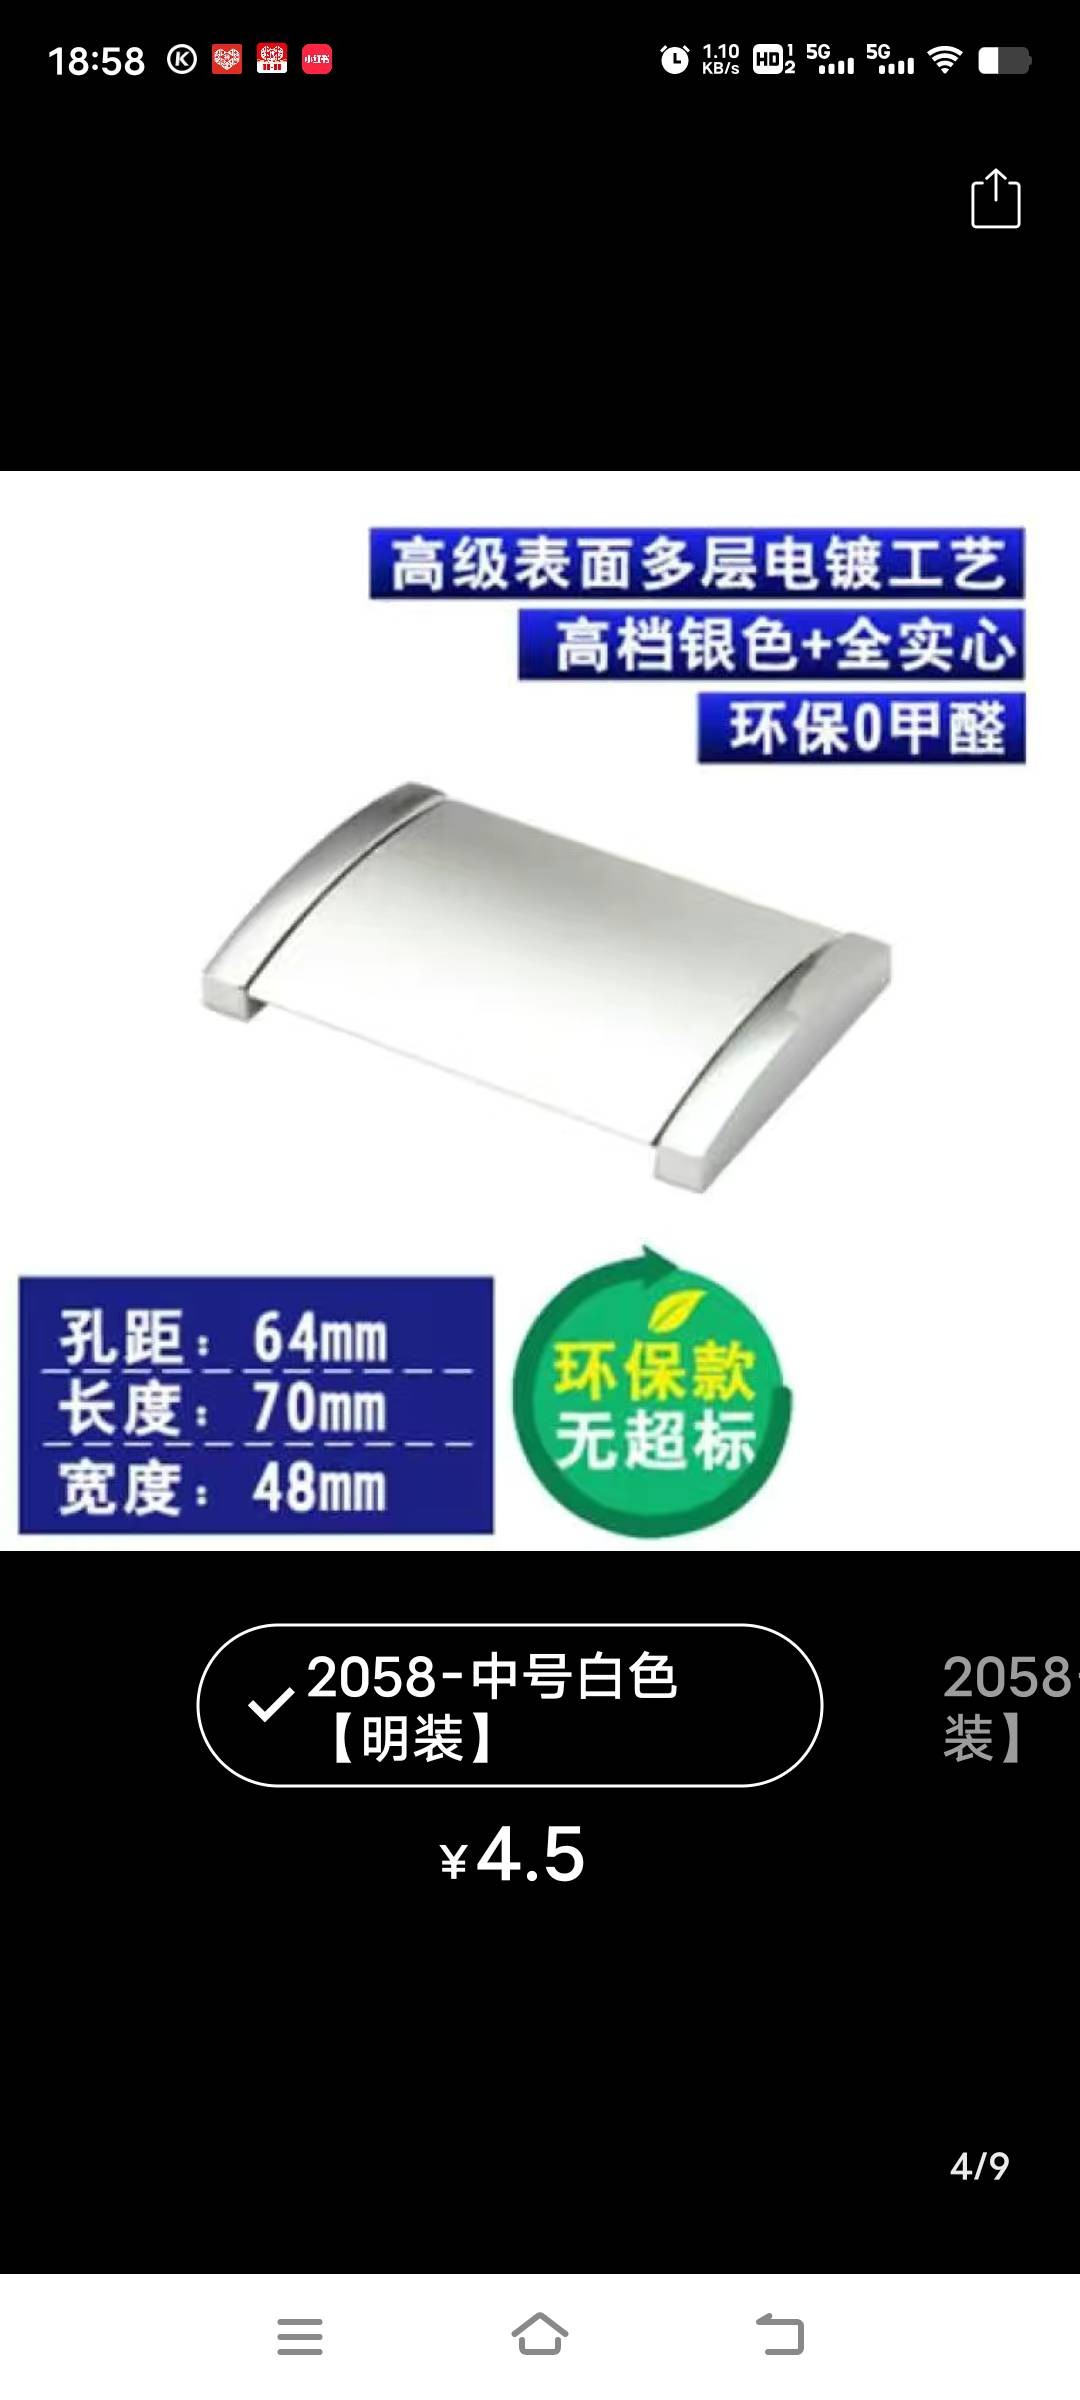 18:58
1.10
KB/s
HD 1 2
5G
5G
高级表面多层电镀工艺
高档银色+全实心
环保0甲醛
孔距：64mm
长度：70mm
宽度：48mm
环保款
无超标
2058-中号白色
【明装】
2058-
装】
¥4.5
4/9